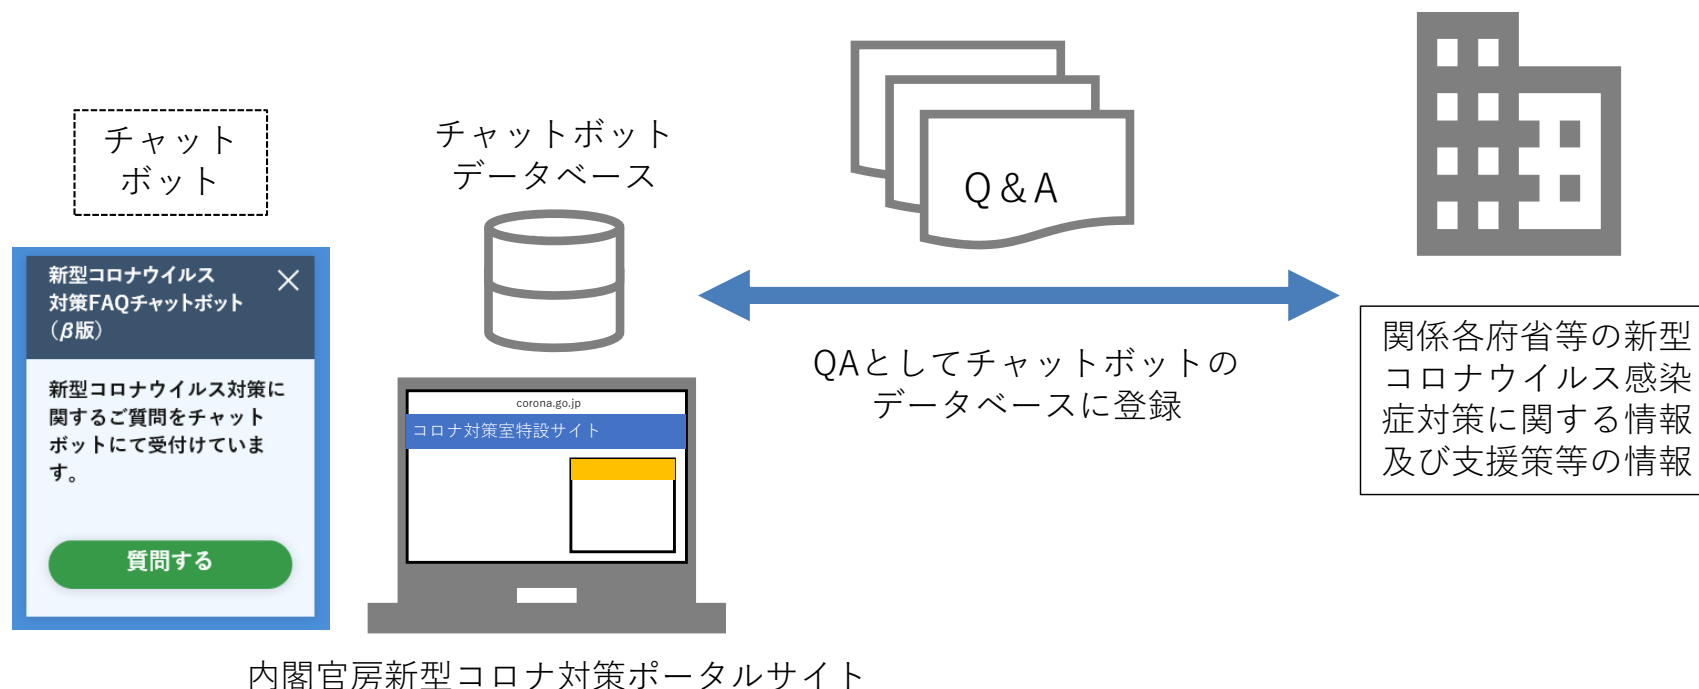 チャット
ボット
新型コロナウイルス
対策FAQチャットボット
（β版）
新型コロナウイルス対策に
関するご質問をチャット
ボットにて受付けていま
す。
質問する
チャットボット
データベース
corona.go.jp
コロナ対策室特設サイト
内閣官房新型コロナ対策ポータルサイト
Q＆A
QAとしてチャットボットの
データベースに登録
関係各府省等の新型
コロナウイルス感染
症対策に関する情報
及び支援策等の情報